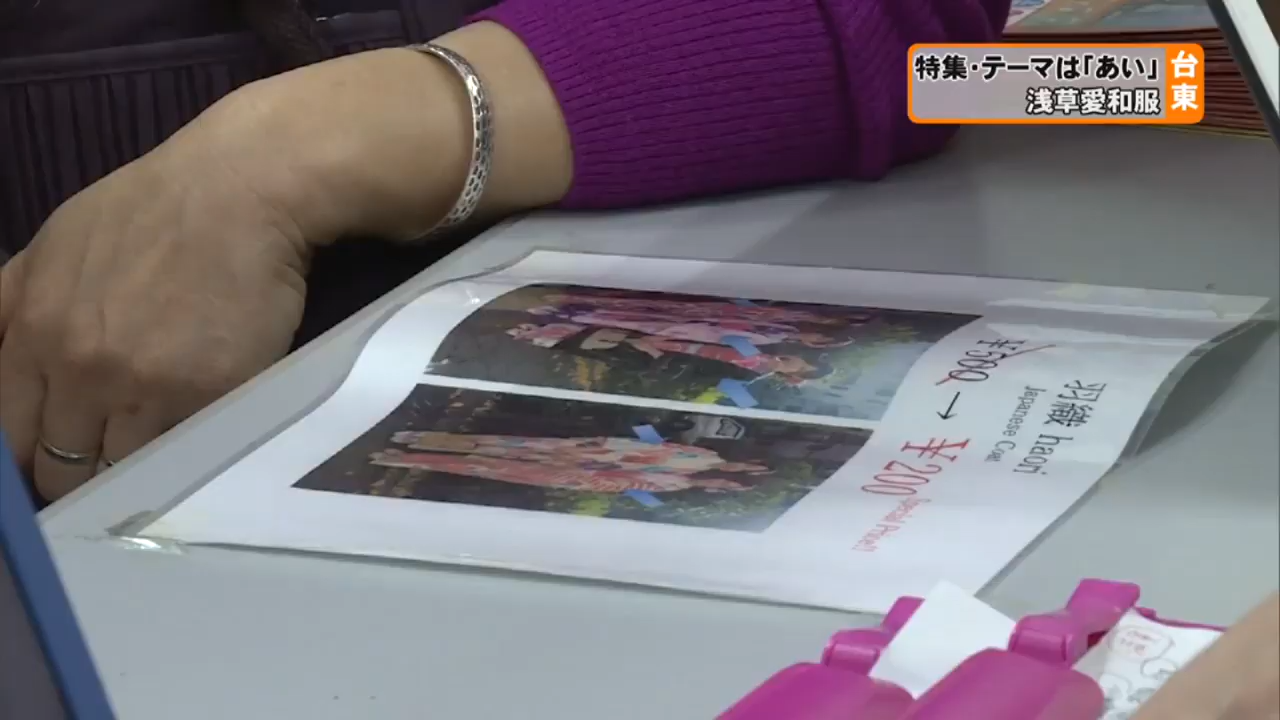 特集・テーマは「あい」
浅草愛和服
台東
羽織 haori
Japanese Coat
¥500 → ¥200 Special Price!!